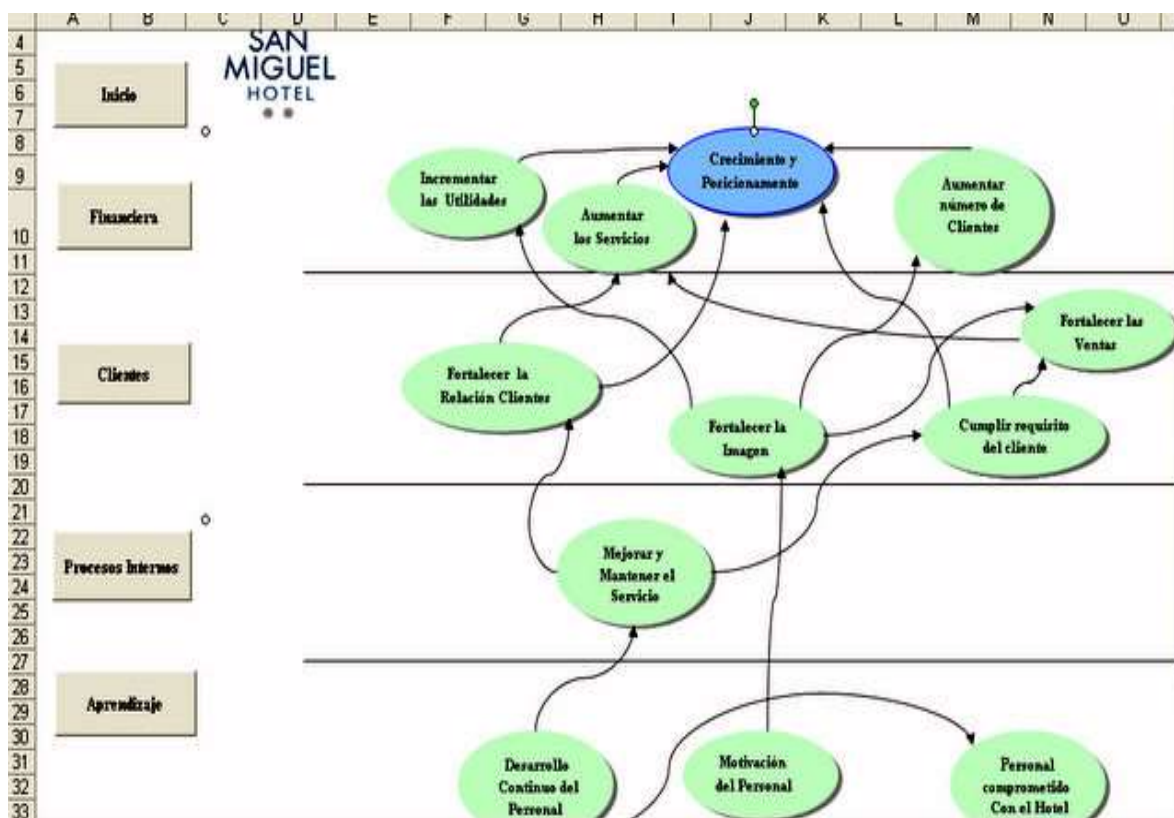 A B C D E F G H I J K L M N O
4
5
6
7
8
9
10
11
12
13
14
15
16
17
18
19
20
21
22
23
24
25
26
27
28
29
30
31
32
33
SAN
MIGUEL
HOTEL
Inicio
Financiera
Clientes
Procesos Internos
Aprendizaje
Crecimiento y
Posicionamento
Incrementar
las Utilidades
Aumentar
los Servicios
Aumentar
número de
Clientes
Fortalecer las
Ventas
Fortalecer la
Relación Clientes
Fortalecer la
Imagen
Cumplir requisito
del cliente
Mejorar y
Mantener el
Servicio
Desarrollo
Continuo del
Personal
Motivación
del Personal
Personal
comprometido
Con el Hotel